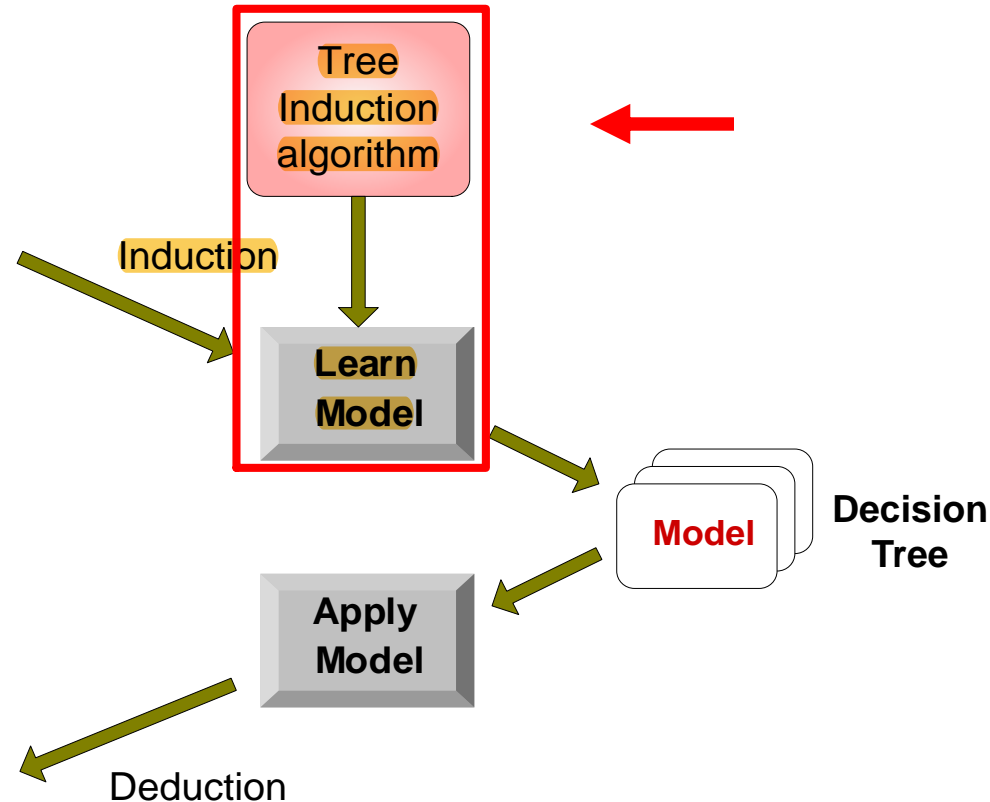 Tree
Induction
algorithm
Induction
Learn
Model
Model
Decision
Tree
Apply
Model
Deduction